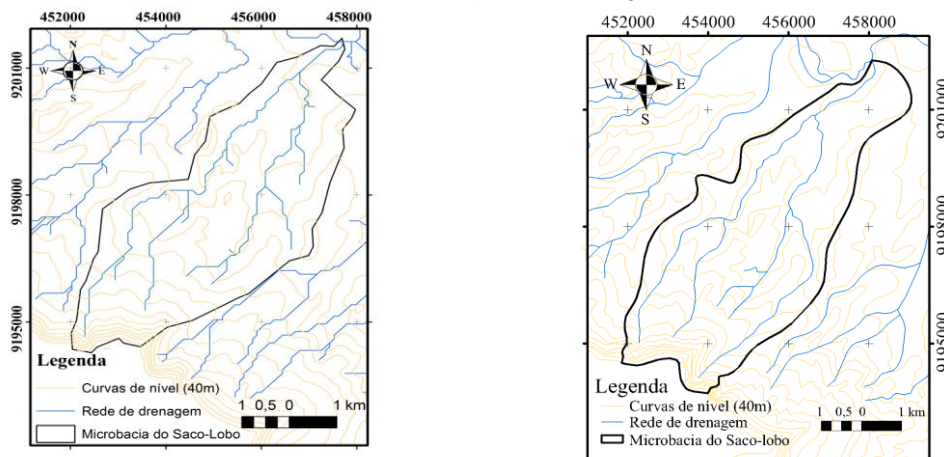 452000 454000 456000 458000
N
W E
S
9201000
9198000
9195000
Legenda
Curvas de nível (40m)
Rede de drenagem
Microbacia do Saco-Lobo
1 0,5 0 1 km
452000 454000 456000 458000
N
W E
S
9201000
9198000
9195000
Legenda
Curvas de nível (40m)
Rede de drenagem
Microbacia do Saco-lobo
1 0,5 0 1 km